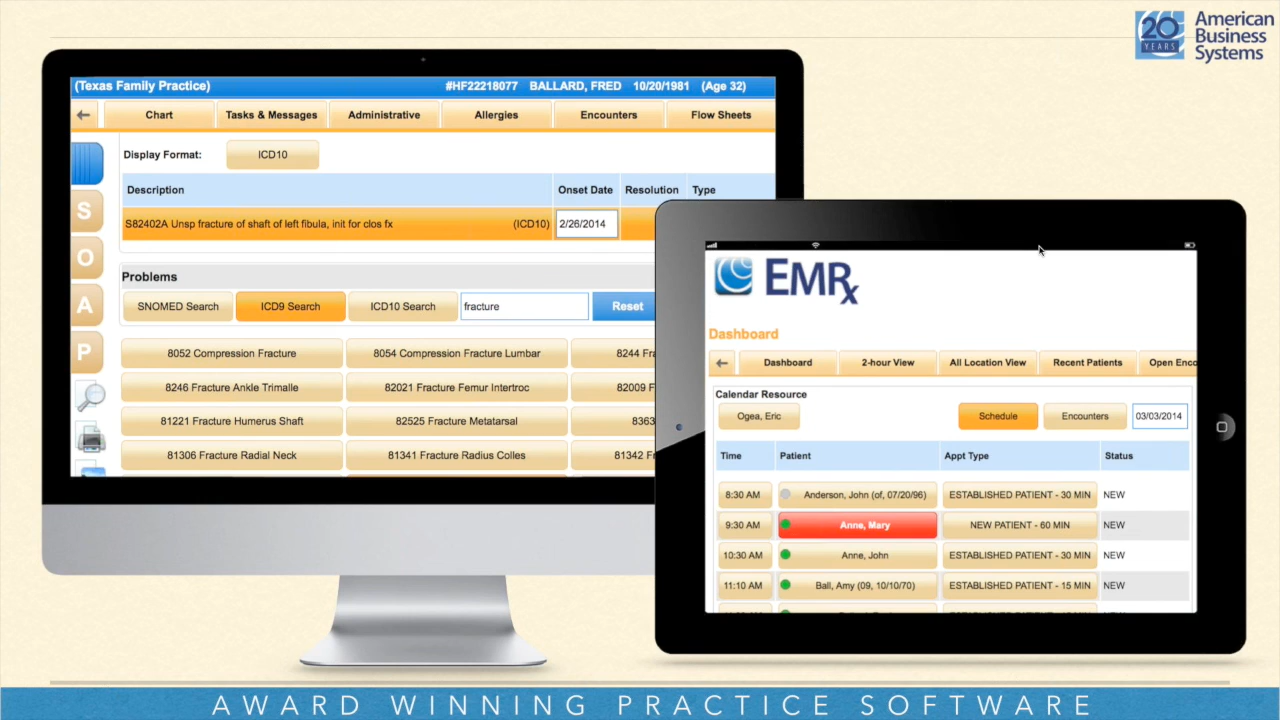 20 YEARS
American
Business
Systems
(Texas Family Practice) #HF22218077 BALLARD, FRED 10/20/1981 (Age 32)
Chart Tasks & Messages Administrative Allergies Encounters Flow Sheets
Display Format: ICD10
Description Onset Date Resolution Type
S82402A Unsp fracture of shaft of left fibula, init for clos fx (ICD10) 2/26/2014
S
O
A
P
Problems
SNOMED Search ICD9 Search ICD10 Search fracture Reset
8052 Compression Fracture 8054 Compression Fracture Lumbar 8244 Fra
8246 Fracture Ankle Trimalle 82021 Fracture Femur Intertroc 82009 F
81221 Fracture Humerus Shaft 82525 Fracture Metatarsal 8363
81306 Fracture Radial Neck 81341 Fracture Radius Colles 81342 F
EMRx
Dashboard
Dashboard 2-hour View All Location View Recent Patients Open Enco
Calendar Resource
Ogea, Eric Schedule Encounters 03/03/2014
Time Patient Appt Type Status
8:30 AM Anderson, John (of, 07/20/96) ESTABLISHED PATIENT - 30 MIN NEW
9:30 AM Anne, Mary NEW PATIENT - 60 MIN NEW
10:30 AM Anne, John ESTABLISHED PATIENT - 30 MIN NEW
11:10 AM Ball, Amy (09, 10/10/70) ESTABLISHED PATIENT - 15 MIN NEW
AWARD WINNING PRACTICE SOFTWARE